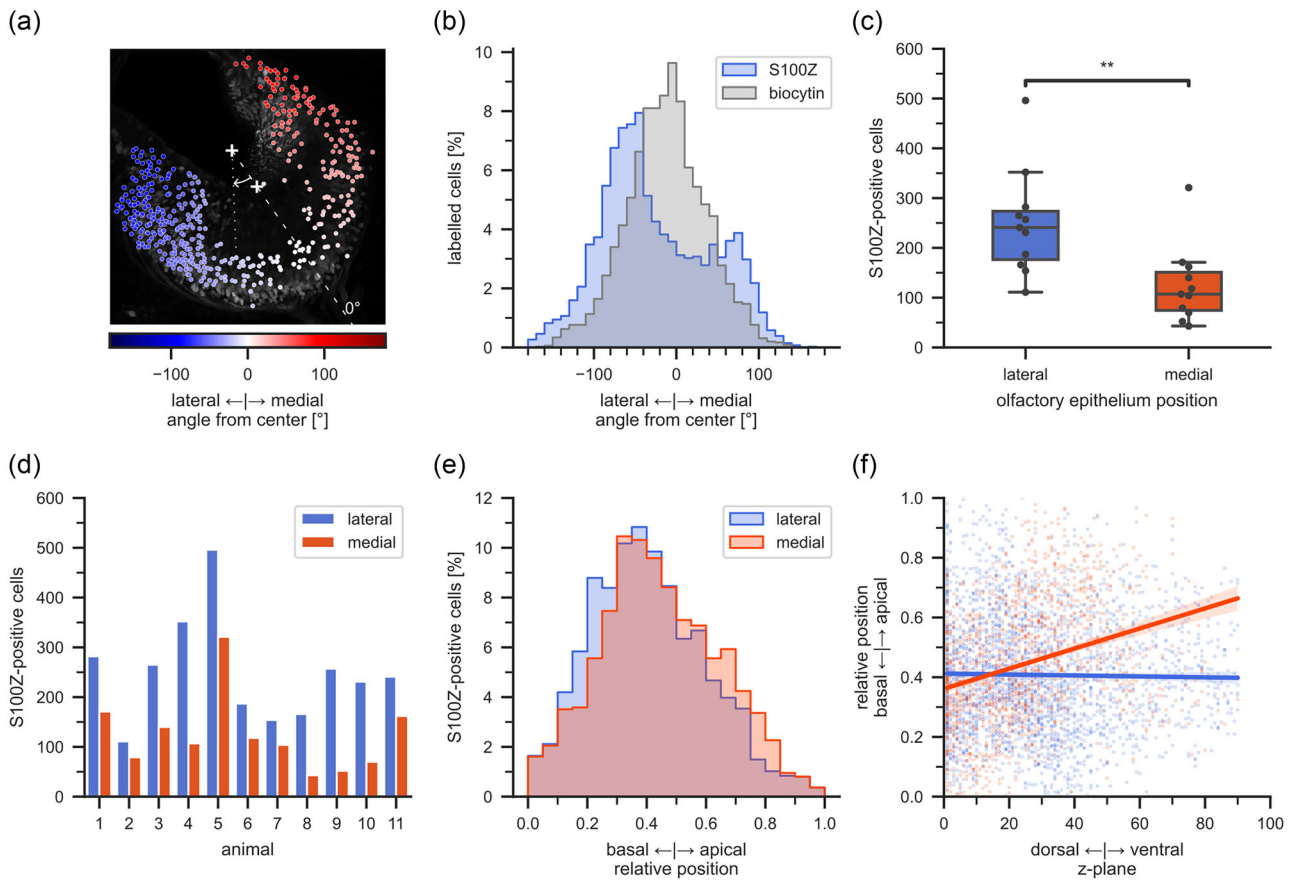 (a)
0°
−100 0 100
lateral ←|→ medial
angle from center [°]
(b)
10
8
6
4
2
0
labelled cells [%]
S100Z
biocytin
−100 0 100
lateral ←|→ medial
angle from center [°]
(c)
600
500
400
300
200
100
0
S100Z-positive cells
**
lateral medial
olfactory epithelium position
(d)
600
500
400
300
200
100
0
S100Z-positive cells
lateral
medial
1 2 3 4 5 6 7 8 9 10 11
animal
(e)
12
10
8
6
4
2
0
S100Z-positive cells [%]
lateral
medial
0.0 0.2 0.4 0.6 0.8 1.0
basal ←|→ apical
relative position
(f)
1.0
0.8
0.6
0.4
0.2
0.0
relative position
basal ←|→ apical
0 20 40 60 80 100
dorsal ←|→ ventral
z-plane